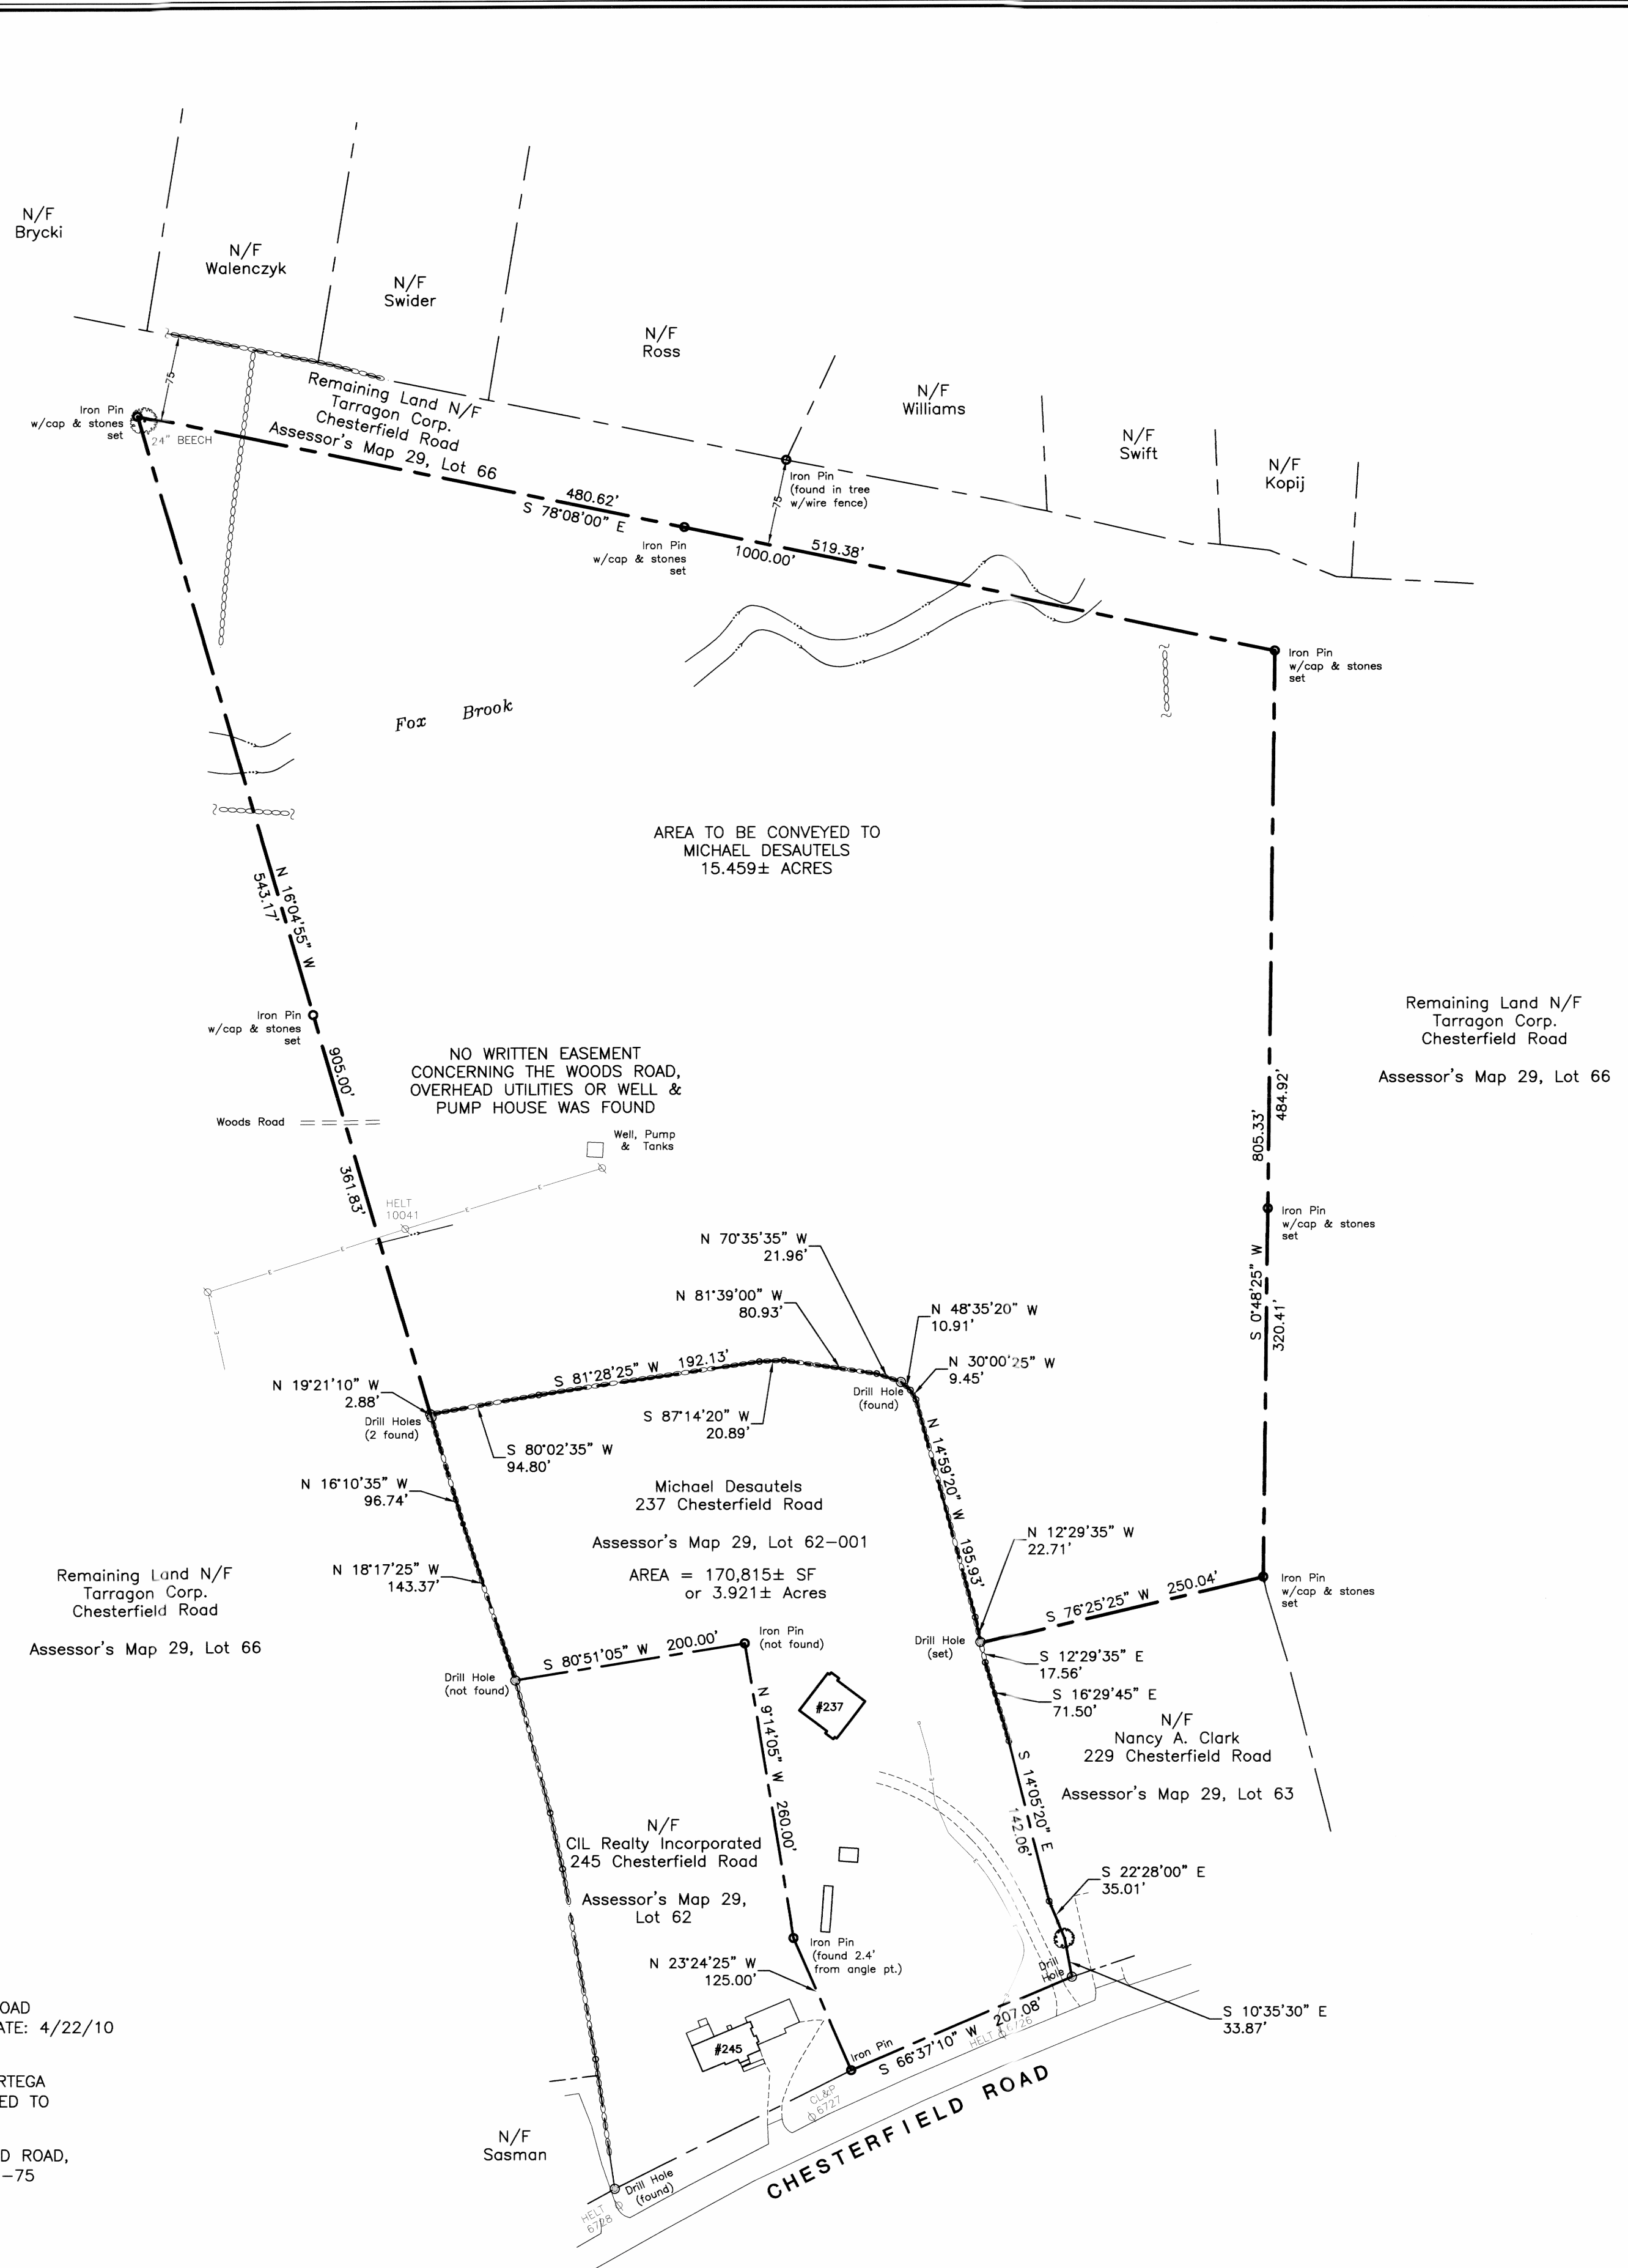 N/F
Brycki
N/F
Walenczyk
N/F
Swider
N/F
Ross
N/F
Williams
N/F
Swift
N/F
Kopij
75
Iron Pin
w/cap & stones
set
24" BEECH
Remaining Land N/F
Tarragon Corp.
Chesterfield Road
Assessor's Map 29, Lot 66
480.62'
S 78°08'00" E
Iron Pin
w/cap & stones
set
Iron Pin
(found in tree
w/wire fence)
75
1000.00'
519.38'
Iron Pin
w/cap & stones
set
Fox Brook
AREA TO BE CONVEYED TO
MICHAEL DESAUTELS
15.459± ACRES
N 16°04'55" W
543.17'
Iron Pin
w/cap & stones
set
905.00'
Woods Road
361.83'
NO WRITTEN EASEMENT
CONCERNING THE WOODS ROAD,
OVERHEAD UTILITIES OR WELL &
PUMP HOUSE WAS FOUND
Well, Pump
& Tanks
HELT
10041
E
E
E
E
Remaining Land N/F
Tarragon Corp.
Chesterfield Road
Assessor's Map 29, Lot 66
805.33'
484.92'
Iron Pin
w/cap & stones
set
S 0°48'25" W
320.41'
N 70°35'35" W
21.96'
N 81°39'00" W
80.93'
N 48°35'20" W
10.91'
N 30°00'25" W
9.45'
S 81°28'25" W 192.13'
N 19°21'10" W
2.88'
Drill Holes
(2 found)
Drill Hole
(found)
S 87°14'20" W
20.89'
S 80°02'35" W
94.80'
N 16°10'35" W
96.74'
N 14°59'20" W 195.93'
Michael Desautels
237 Chesterfield Road
Assessor's Map 29, Lot 62-001
AREA = 170,815± SF
or 3.921± Acres
N 12°29'35" W
22.71'
N 18°17'25" W
143.37'
S 76°25'25" W 250.04'
Iron Pin
w/cap & stones
set
Remaining Land N/F
Tarragon Corp.
Chesterfield Road
Assessor's Map 29, Lot 66
S 80°51'05" W 200.00'
Iron Pin
(not found)
Drill Hole
(set)
Drill Hole
(not found)
S 12°29'35" E
17.56'
S 16°29'45" E
71.50'
#237
N 9°14'05" W 260.00'
N/F
Nancy A. Clark
229 Chesterfield Road
Assessor's Map 29, Lot 63
S 14°05'20" E
142.06'
N/F
CIL Realty Incorporated
245 Chesterfield Road
Assessor's Map 29,
Lot 62
S 22°28'00" E
35.01'
Iron Pin
(found 2.4'
from angle pt.)
N 23°24'25" W
125.00'
Drill
Hole
S 10°35'30" E
33.87'
#245
Iron Pin
S 66°37'10" W 207.08'
CL&P
6727
CHESTERFIELD ROAD
N/F
Sasman
Drill Hole
(found)
HELT
6728
OAD
ATE: 4/22/10
RTEGA
ED TO
D ROAD,
-75